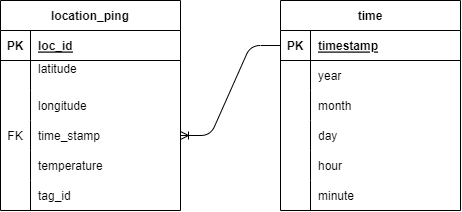 location_ping
PK loc_id
latitude
longitude
FK time_stamp
temperature
tag_id
time
PK timestamp
year
month
day
hour
minute